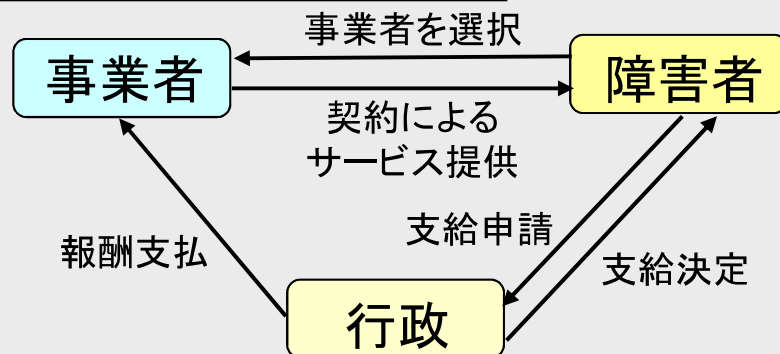 事業者を選択
事業者
障害者
契約による
サービス提供
支給申請
報酬支払
支給決定
行政